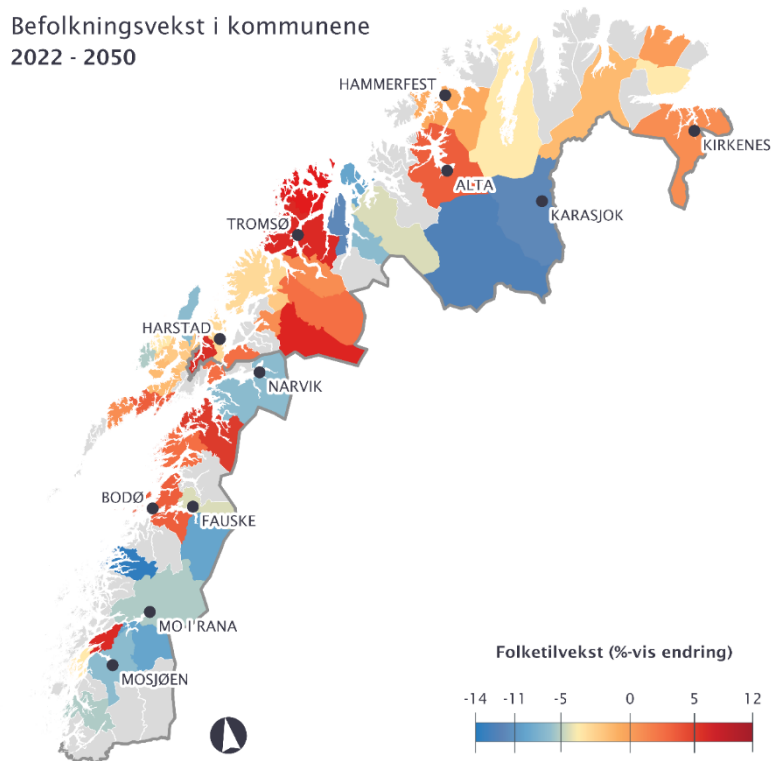 Befolkningsvekst i kommunene
2022 - 2050
HAMMERFEST
KIRKENES
ALTA
KARASJOK
TROMSØ
HARSTAD
NARVIK
BODØ
FAUSKE
MO I RANA
MOSJØEN
Folketilvekst (%-vis endring)
-14 -11 -5 0 5 12